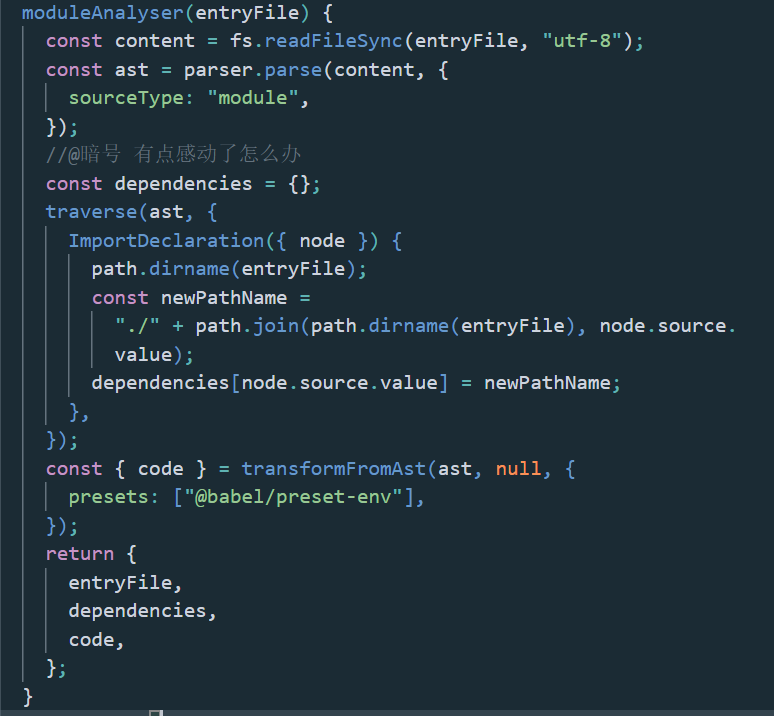 moduleAnalyser(entryFile) {
const content = fs.readFileSync(entryFile, "utf-8");
const ast = parser.parse(content, {
sourceType: "module",
});
//@暗号 有点感动了怎么办
const dependencies = {};
traverse(ast, {
ImportDeclaration({ node }) {
path.dirname(entryFile);
const newPathName =
"./" + path.join(path.dirname(entryFile), node.source.
value);
dependencies[node.source.value] = newPathName;
},
});
const { code } = transformFromAst(ast, null, {
presets: ["@babel/preset-env"],
});
return {
entryFile,
dependencies,
code,
};
}